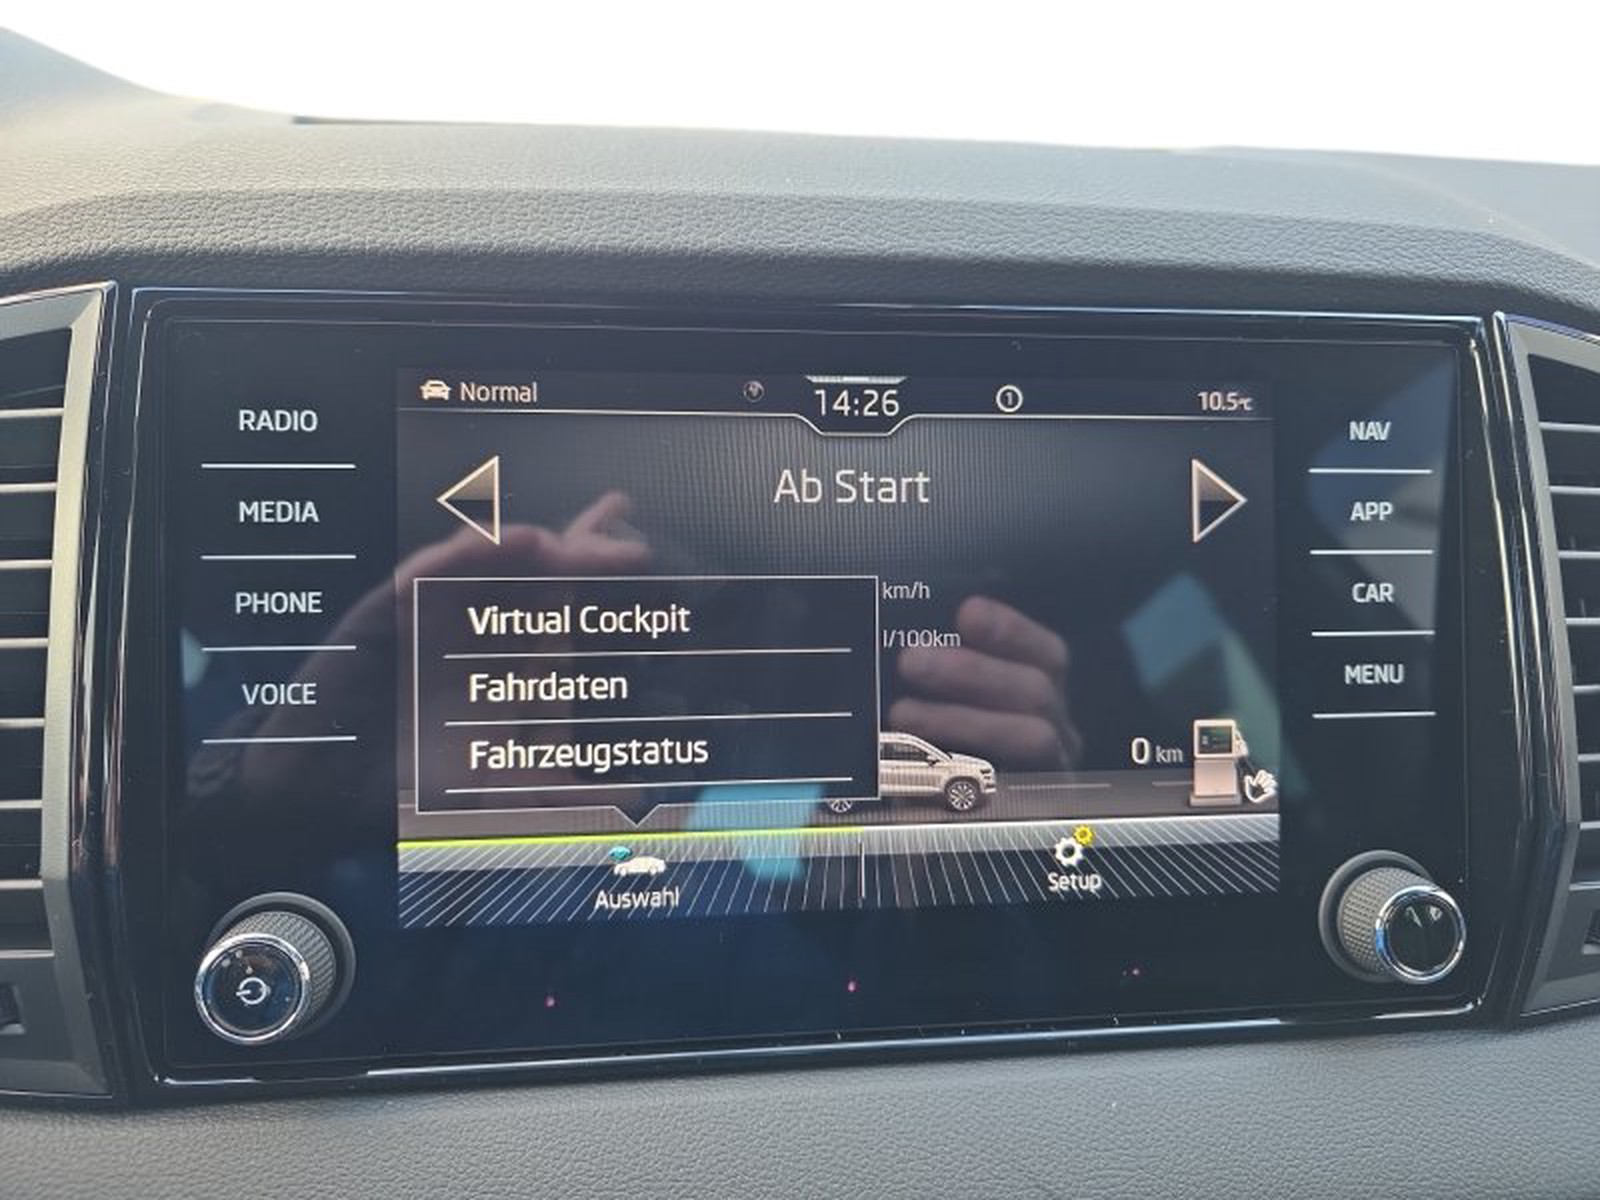 Normal
14:26
1
10.5°C
RADIO
MEDIA
PHONE
VOICE
Ab Start
km/h
l/100km
Virtual Cockpit
Fahrdaten
Fahrzeugstatus
0 km
Auswahl
Setup
NAV
APP
CAR
MENU